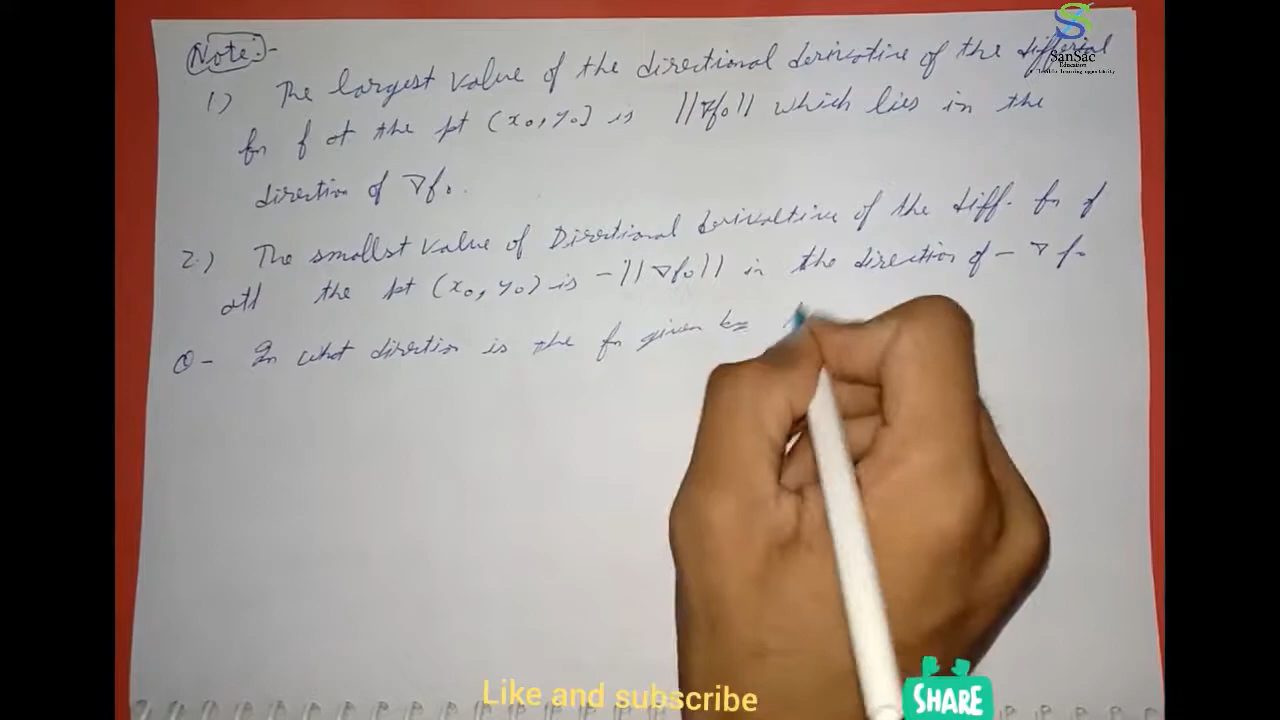 Note:-
1.) The largest value of the directional derivative of the differial
fn f at the pt (x₀, y₀) is ||∇f₀|| which lies in the
direction of ∇f₀.
2.) The smallest value of Directional derivative of the diff. fn f
at the pt (x₀, y₀) is -||∇f₀|| in the direction of - ∇f₀
Q- In what direction is the fn given
SanSac
Education
Like and subscribe
SHARE